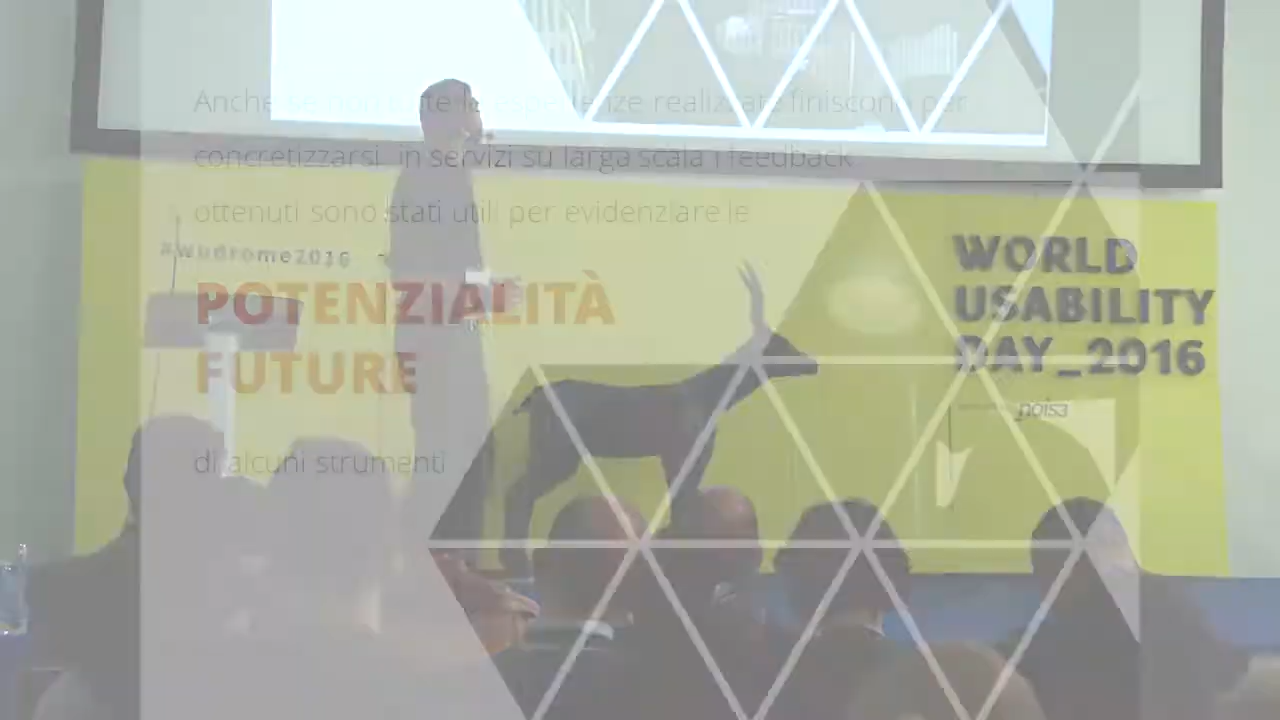 Anche se non tutte le esperienze realizzate finiscono per
concretizzarsi in servizi su larga scala i feedback
ottenuti sono stati utili per evidenziare le
#wudrome2016
POTENZIALITÀ
FUTURE
di alcuni strumenti
WORLD
USABILITY
DAY_2016